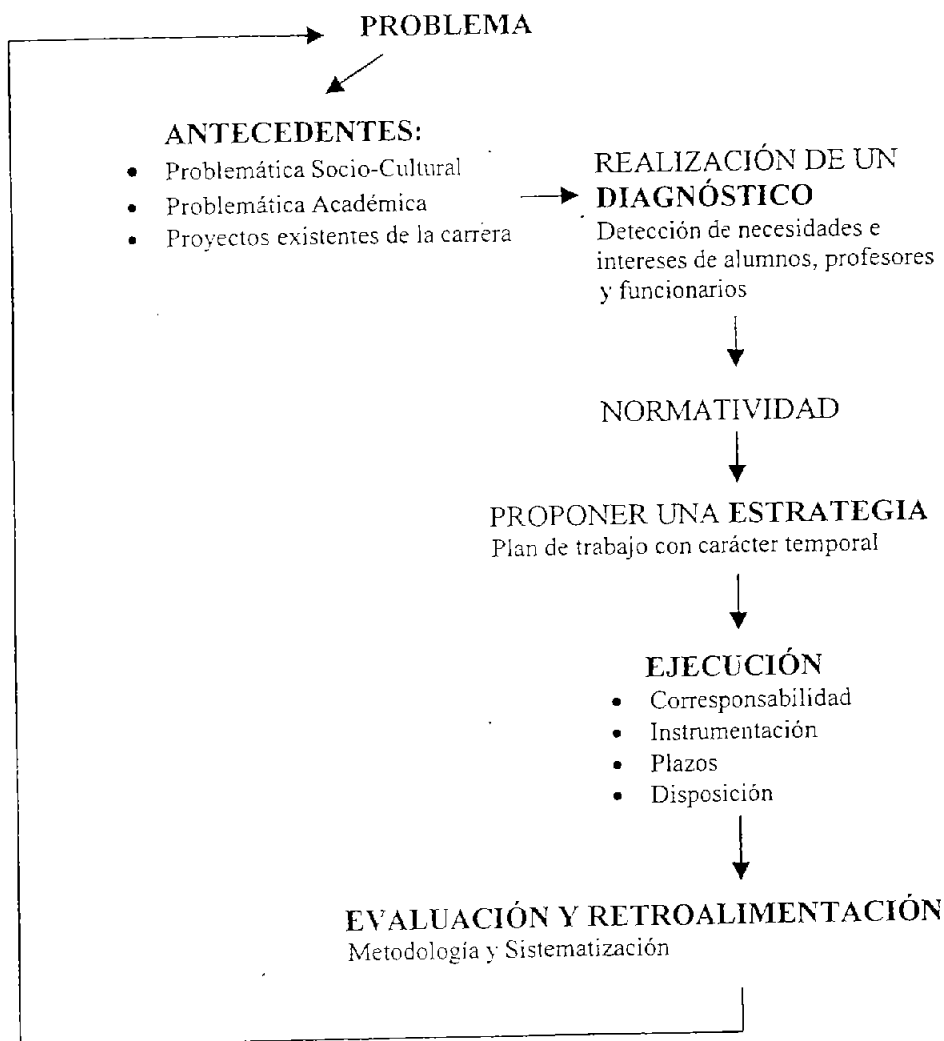 PROBLEMA
ANTECEDENTES:
• Problemática Socio-Cultural
• Problemática Académica
• Proyectos existentes de la carrera
REALIZACIÓN DE UN
DIAGNÓSTICO
Detección de necesidades e
intereses de alumnos, profesores
y funcionarios
NORMATIVIDAD
PROPONER UNA ESTRATEGIA
Plan de trabajo con carácter temporal
EJECUCIÓN
• Corresponsabilidad
• Instrumentación
• Plazos
• Disposición
EVALUACIÓN Y RETROALIMENTACIÓN
Metodología y Sistematización